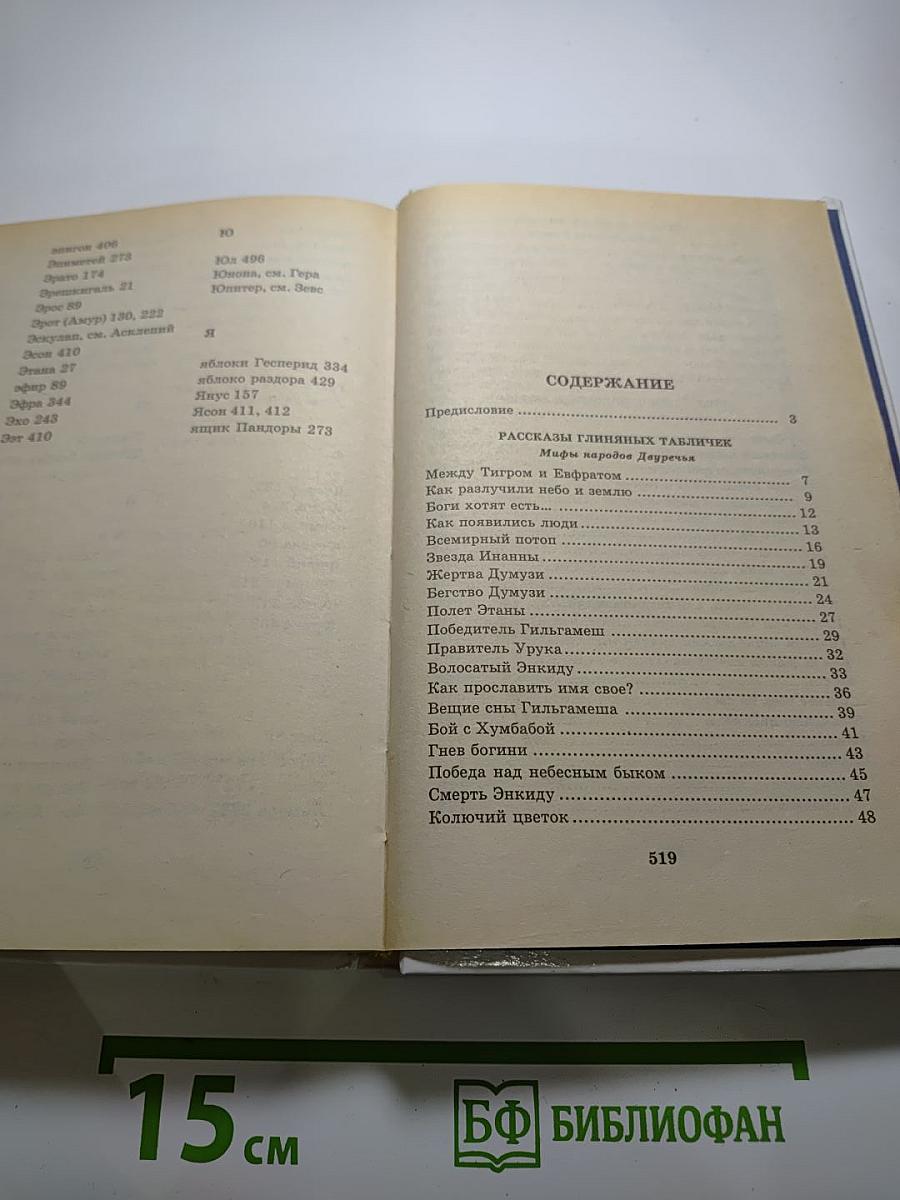 эпигон 406
Эпиметей 273
Эрато 174
Эрешкигаль 21
Эрос 89
Эрот (Амур) 130, 222
Эскулап, см. Асклепий
Эсон 410
Этана 27
эфир 89
Эфра 344
Эхо 243
Ээт 410
Ю
Юл 496
Юнона, см. Гера
Юпитер, см. Зевс
Я
яблоки Гесперид 334
яблоко раздора 429
Янус 157
Ясон 411, 412
ящик Пандоры 273
СОДЕРЖАНИЕ
Предисловие ........ 3
РАССКАЗЫ ГЛИНЯНЫХ ТАБЛИЧЕК
Мифы народов Двуречья
Между Тигром и Евфратом ........ 7
Как разлучили небо и землю ........ 9
Боги хотят есть... ........ 12
Как появились люди ........ 13
Всемирный потоп ........ 16
Звезда Инанны ........ 19
Жертва Думузи ........ 21
Бегство Думузи ........ 24
Полет Этаны ........ 27
Победитель Гильгамеш ........ 29
Правитель Урука ........ 32
Волосатый Энкиду ........ 33
Как прославить имя свое? ........ 36
Вещие сны Гильгамеша ........ 39
Бой с Хумбабой ........ 41
Гнев богини ........ 43
Победа над небесным быком ........ 45
Смерть Энкиду ........ 47
Колючий цветок ........ 48
519
15 см
БФ БИБЛИОФАН